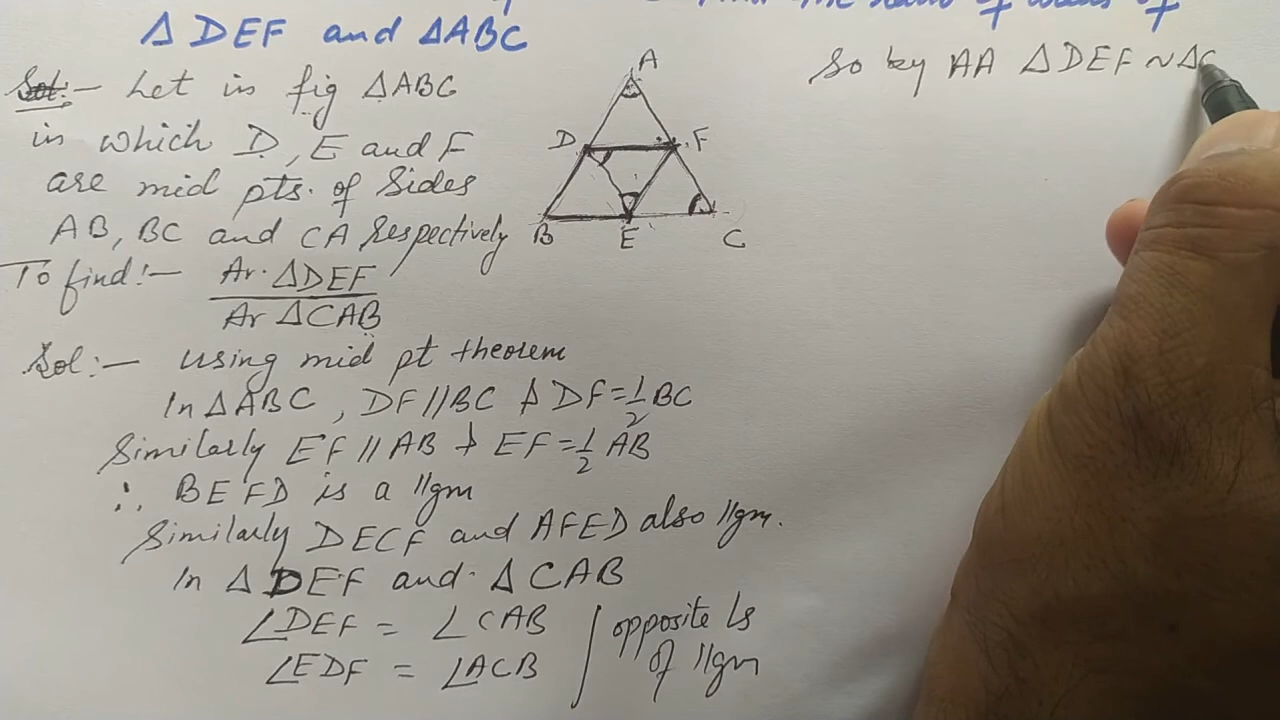 Δ DEF and ΔABC
Sol:- Let in fig ΔABC
in which D, E and F
are mid pts. of Sides
AB, BC and CA respectively
To find:- Ar. ΔDEF
Ar ΔCAB
Sol:- using mid pt theorem
In ΔABC, DF//BC & DF=1/2 BC
Similarly EF // AB & EF=1/2 AB
∴ BEFD is a //gm
Similarly DECF and AFED also //gm.
In Δ DEF and Δ CAB
∠DEF = ∠CAB
∠EDF = ∠ACB
opposite ∠s
of //gm
A
D
F
B
E
C
So by AA ΔDEF ~ ΔC